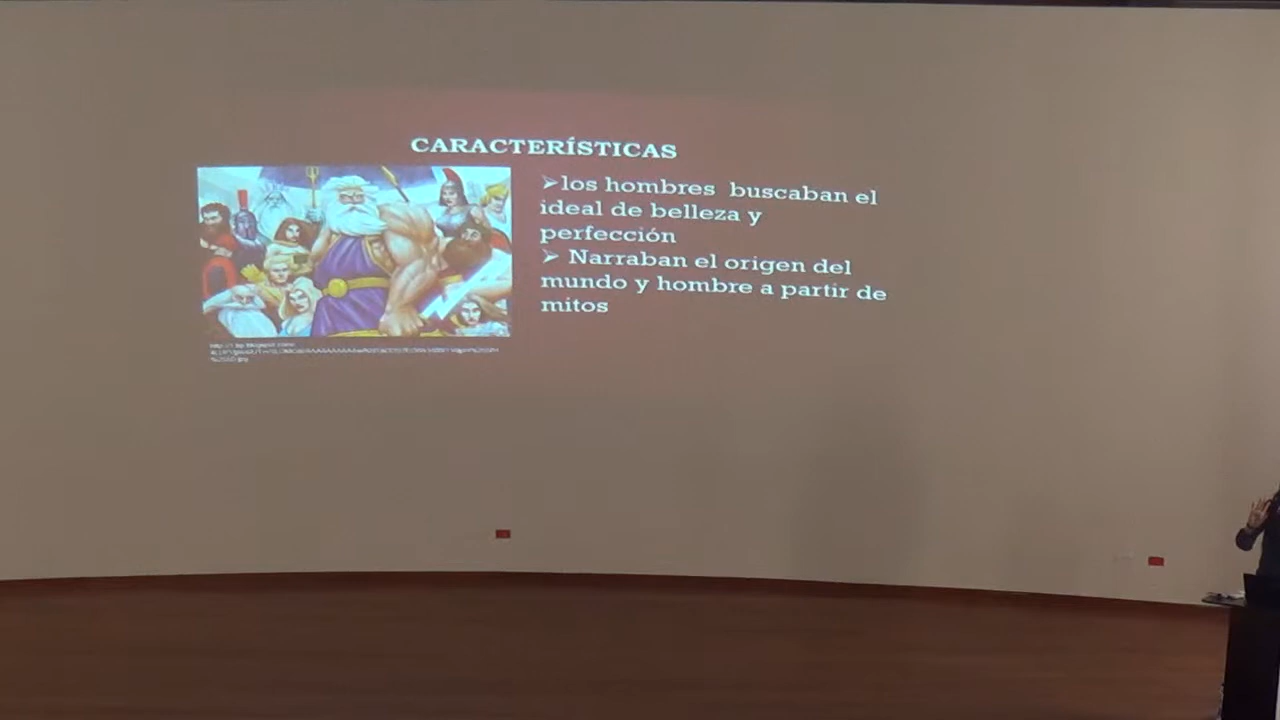 CARACTERÍSTICAS
➢los hombres buscaban el
ideal de belleza y
perfección
➢ Narraban el origen del
mundo y hombre a partir de
mitos